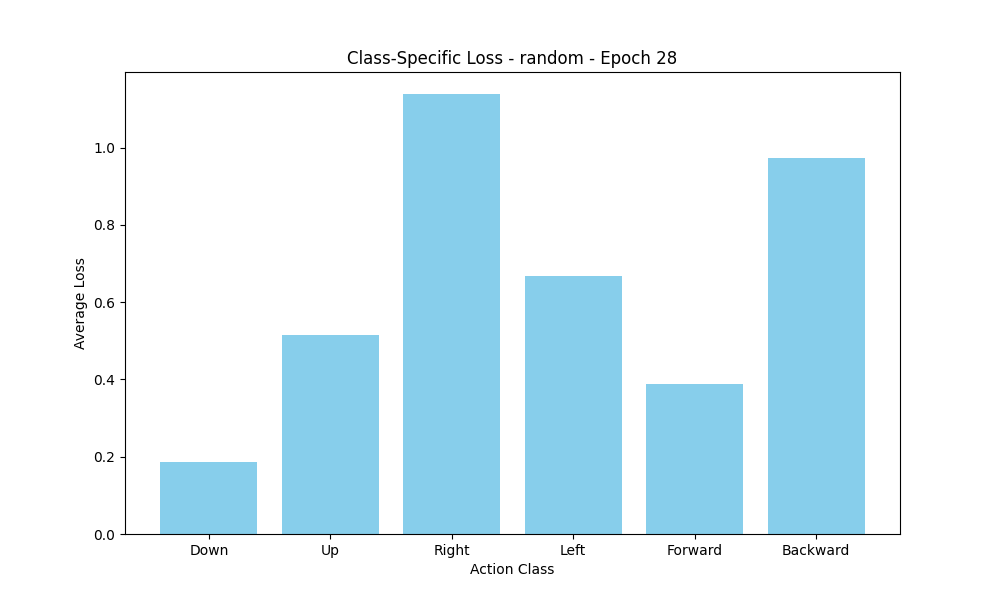 Class-Specific Loss - random - Epoch 28
Average Loss
1.0
0.8
0.6
0.4
0.2
0.0
Down Up Right Left Forward Backward
Action Class